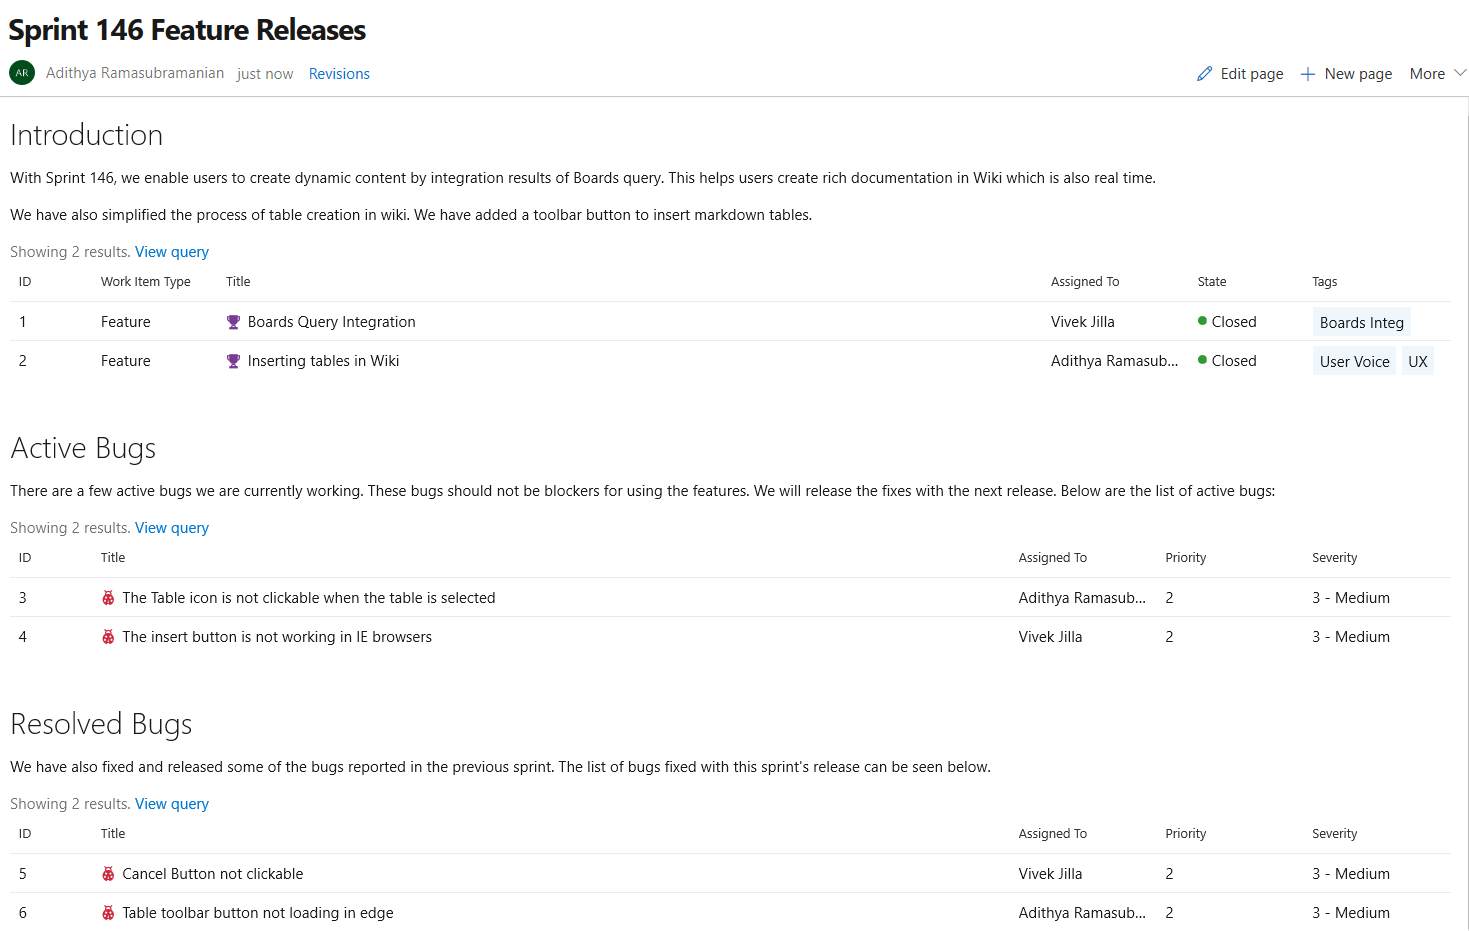 Sprint 146 Feature Releases
AR Adithya Ramasubramanian just now Revisions Edit page New page More
Introduction
With Sprint 146, we enable users to create dynamic content by integration results of Boards query. This helps users create rich documentation in Wiki which is also real time.
We have also simplified the process of table creation in wiki. We have added a toolbar button to insert markdown tables.
Showing 2 results. View query
ID Work Item Type Title Assigned To State Tags
1 Feature Boards Query Integration Vivek Jilla Closed Boards Integ
2 Feature Inserting tables in Wiki Adithya Ramasub... Closed User Voice UX
Active Bugs
There are a few active bugs we are currently working. These bugs should not be blockers for using the features. We will release the fixes with the next release. Below are the list of active bugs:
Showing 2 results. View query
ID Title Assigned To Priority Severity
3 The Table icon is not clickable when the table is selected Adithya Ramasub... 2 3 - Medium
4 The insert button is not working in IE browsers Vivek Jilla 2 3 - Medium
Resolved Bugs
We have also fixed and released some of the bugs reported in the previous sprint. The list of bugs fixed with this sprint's release can be seen below.
Showing 2 results. View query
ID Title Assigned To Priority Severity
5 Cancel Button not clickable Vivek Jilla 2 3 - Medium
6 Table toolbar button not loading in edge Adithya Ramasub... 2 3 - Medium